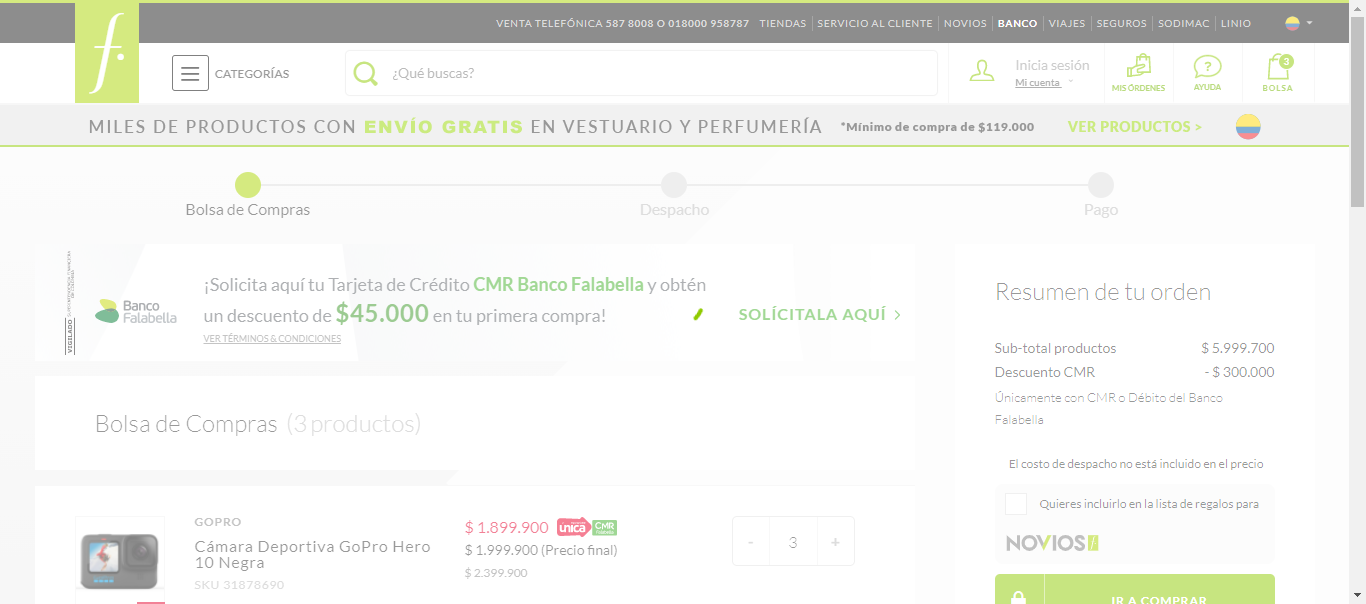 VENTA TELEFÓNICA 587 8008 O 018000 958787 TIENDAS SERVICIO AL CLIENTE NOVIOS BANCO VIAJES SEGUROS SODIMAC LINIO
f.
CATEGORÍAS
¿Qué buscas?
Inicia sesión
Mi cuenta
MIS ÓRDENES
AYUDA
3
BOLSA
MILES DE PRODUCTOS CON ENVÍO GRATIS EN VESTUARIO Y PERFUMERÍA *Mínimo de compra de $119.000 VER PRODUCTOS >
Bolsa de Compras
Despacho
Pago
VIGILADO
Banco
Falabella
¡Solicita aquí tu Tarjeta de Crédito CMR Banco Falabella y obtén
un descuento de $45.000 en tu primera compra!
VER TÉRMINOS & CONDICIONES
SOLÍCITALA AQUÍ >
Bolsa de Compras (3 productos)
GOPRO
Cámara Deportiva GoPro Hero
10 Negra
SKU 31878690
$ 1.899.900 única CMR
$ 1.999.900 (Precio final)
$ 2.399.900
- 3 +
Resumen de tu orden
Sub-total productos $ 5.999.700
Descuento CMR - $ 300.000
Únicamente con CMR o Débito del Banco
Falabella
El costo de despacho no está incluido en el precio
Quieres incluirlo en la lista de regalos para
NOVIOS f.
IR A COMPRAR